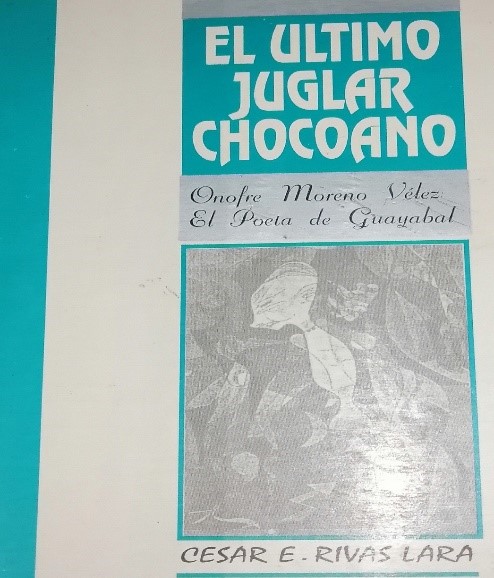 EL ULTIMO
JUGLAR
CHOCOANO
Onofre Moreno Vélez:
El Poeta de Guayabal
CESAR E. RIVAS LARA